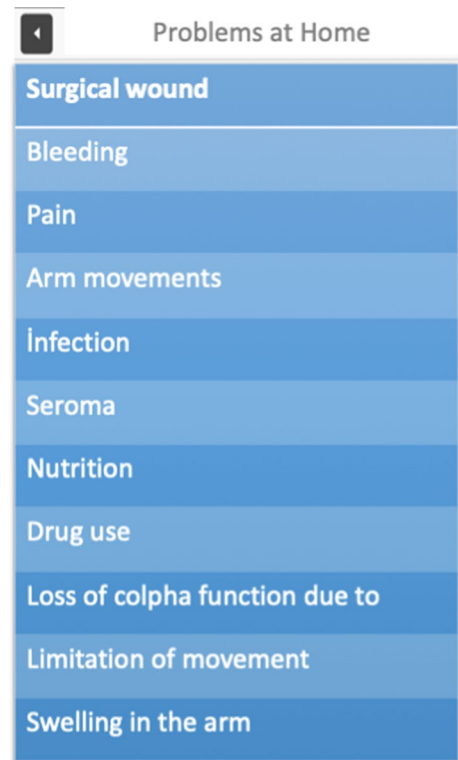 Problems at Home
Surgical wound
Bleeding
Pain
Arm movements
İnfection
Seroma
Nutrition
Drug use
Loss of colpha function due to
Limitation of movement
Swelling in the arm